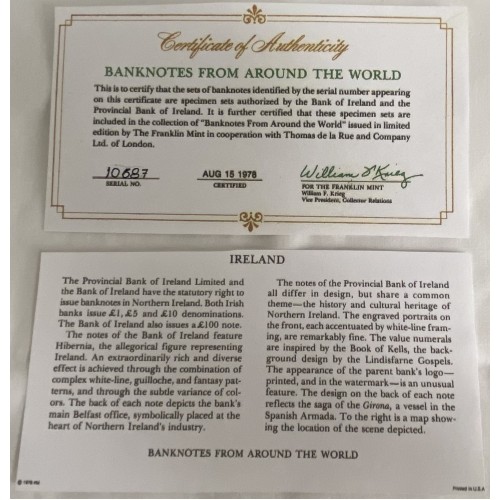 Certificate of Authenticity
BANKNOTES FROM AROUND THE WORLD
This is to certify that the sets of banknotes identified by the serial number appearing
on this certificate are specimen sets authorized by the Bank of Ireland and the
Provincial Bank of Ireland. It is further certified that these specimen sets are
included in the collection of "Banknotes From Around the World" issued in limited
edition by The Franklin Mint in cooperation with Thomas de la Rue and Company
Ltd. of London.
10687
SERIAL NO.
AUG 15 1978
CERTIFIED
William F. Krieg
FOR THE FRANKLIN MINT
William F. Krieg
Vice President, Collector Relations
IRELAND
The Provincial Bank of Ireland Limited and
the Bank of Ireland have the statutory right to
issue banknotes in Northern Ireland. Both Irish
banks issue £1, £5 and £10 denominations.
The Bank of Ireland also issues a £100 note.
The notes of the Bank of Ireland feature
Hibernia, the allegorical figure representing
Ireland. An extraordinarily rich and diverse
effect is achieved through the combination of
complex white-line, guilloche, and fantasy pat-
terns, and through the subtle variance of col-
ors. The back of each note depicts the bank's
main Belfast office, symbolically placed at the
heart of Northern Ireland's industry.
The notes of the Provincial Bank of Ireland
all differ in design, but share a common
theme—the history and cultural heritage of
Northern Ireland. The engraved portraits on
the front, each accentuated by white-line fram-
ing, are remarkably fine. The value numerals
are inspired by the Book of Kells, the back-
ground design by the Lindisfarne Gospels.
The appearance of the parent bank's logo—
printed, and in the watermark—is an unusual
feature. The design on the back of each note
reflects the saga of the Girona, a vessel in the
Spanish Armada. To the right is a map show-
ing the location of the scene depicted.
BANKNOTES FROM AROUND THE WORLD
Printed in U.S.A